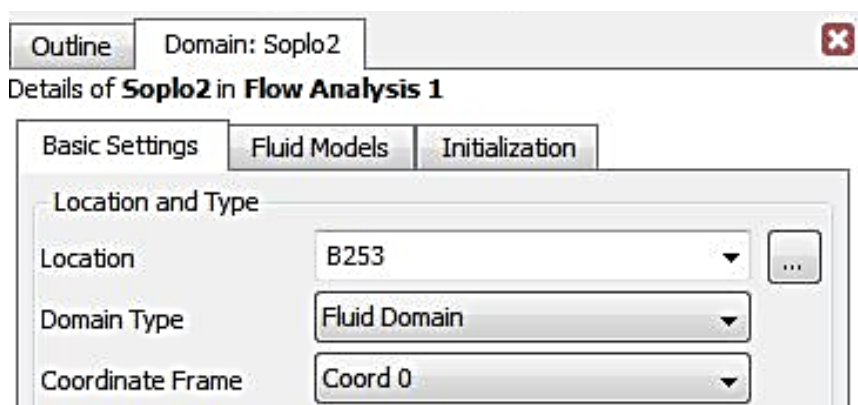 Outline Domain: Soplo2
Details of Soplo2 in Flow Analysis 1
Basic Settings Fluid Models Initialization
Location and Type
Location B253 ...
Domain Type Fluid Domain
Coordinate Frame Coord 0